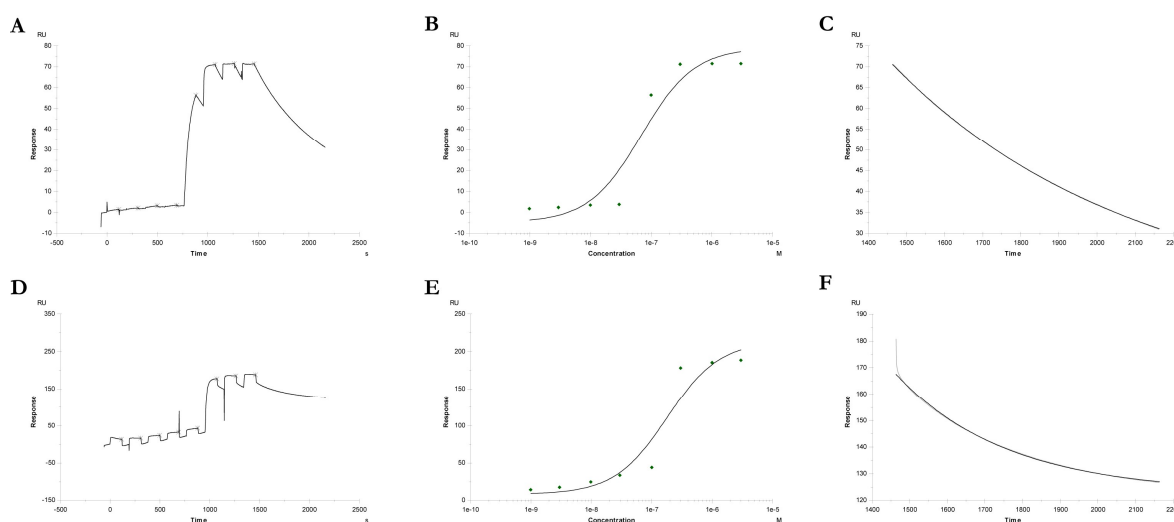 A
RU
80
70
60
50
40
30
20
10
0
-10
Response
-500 0 500 1000 1500 2000 2500
Time s
B
RU
80
70
60
50
40
30
20
10
0
-10
Response
1e-10 1e-9 1e-8 1e-7 1e-6 1e-5
Concentration M
C
RU
75
70
65
60
55
50
45
40
35
30
Response
1400 1500 1600 1700 1800 1900 2000 2100 220
Time
D
RU
350
250
150
50
-50
-150
Response
-500 0 500 1000 1500 2000 2500
Time s
E
RU
250
200
150
100
50
0
Response
1e-10 1e-9 1e-8 1e-7 1e-6 1e-5
Concentration M
F
RU
190
180
170
160
150
140
130
120
Response
1400 1500 1600 1700 1800 1900 2000 2100 220
Time